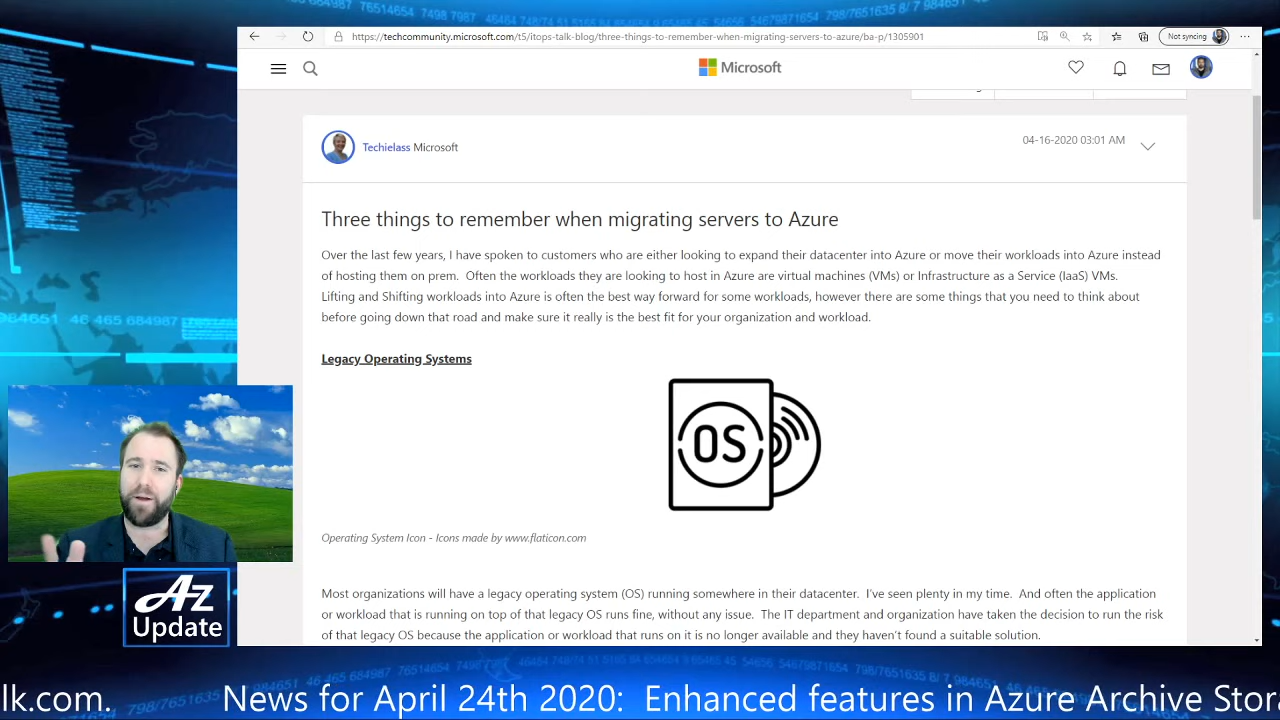 https://techcommunity.microsoft.com/t5/itops-talk-blog/three-things-to-remember-when-migrating-servers-to-azure/ba-p/1305901
Not syncing
Microsoft
Techielass Microsoft
04-16-2020 03:01 AM
Three things to remember when migrating servers to Azure
Over the last few years, I have spoken to customers who are either looking to expand their datacenter into Azure or move their workloads into Azure instead
of hosting them on prem. Often the workloads they are looking to host in Azure are virtual machines (VMs) or Infrastructure as a Service (IaaS) VMs.
Lifting and Shifting workloads into Azure is often the best way forward for some workloads, however there are some things that you need to think about
before going down that road and make sure it really is the best fit for your organization and workload.
Legacy Operating Systems
OS
Operating System Icon - Icons made by www.flaticon.com
Most organizations will have a legacy operating system (OS) running somewhere in their datacenter. I've seen plenty in my time. And often the application
or workload that is running on top of that legacy OS runs fine, without any issue. The IT department and organization have taken the decision to run the risk
of that legacy OS because the application or workload that runs on it is no longer available and they haven't found a suitable solution.
Az
Update
lk.com. News for April 24th 2020: Enhanced features in Azure Archive Stor